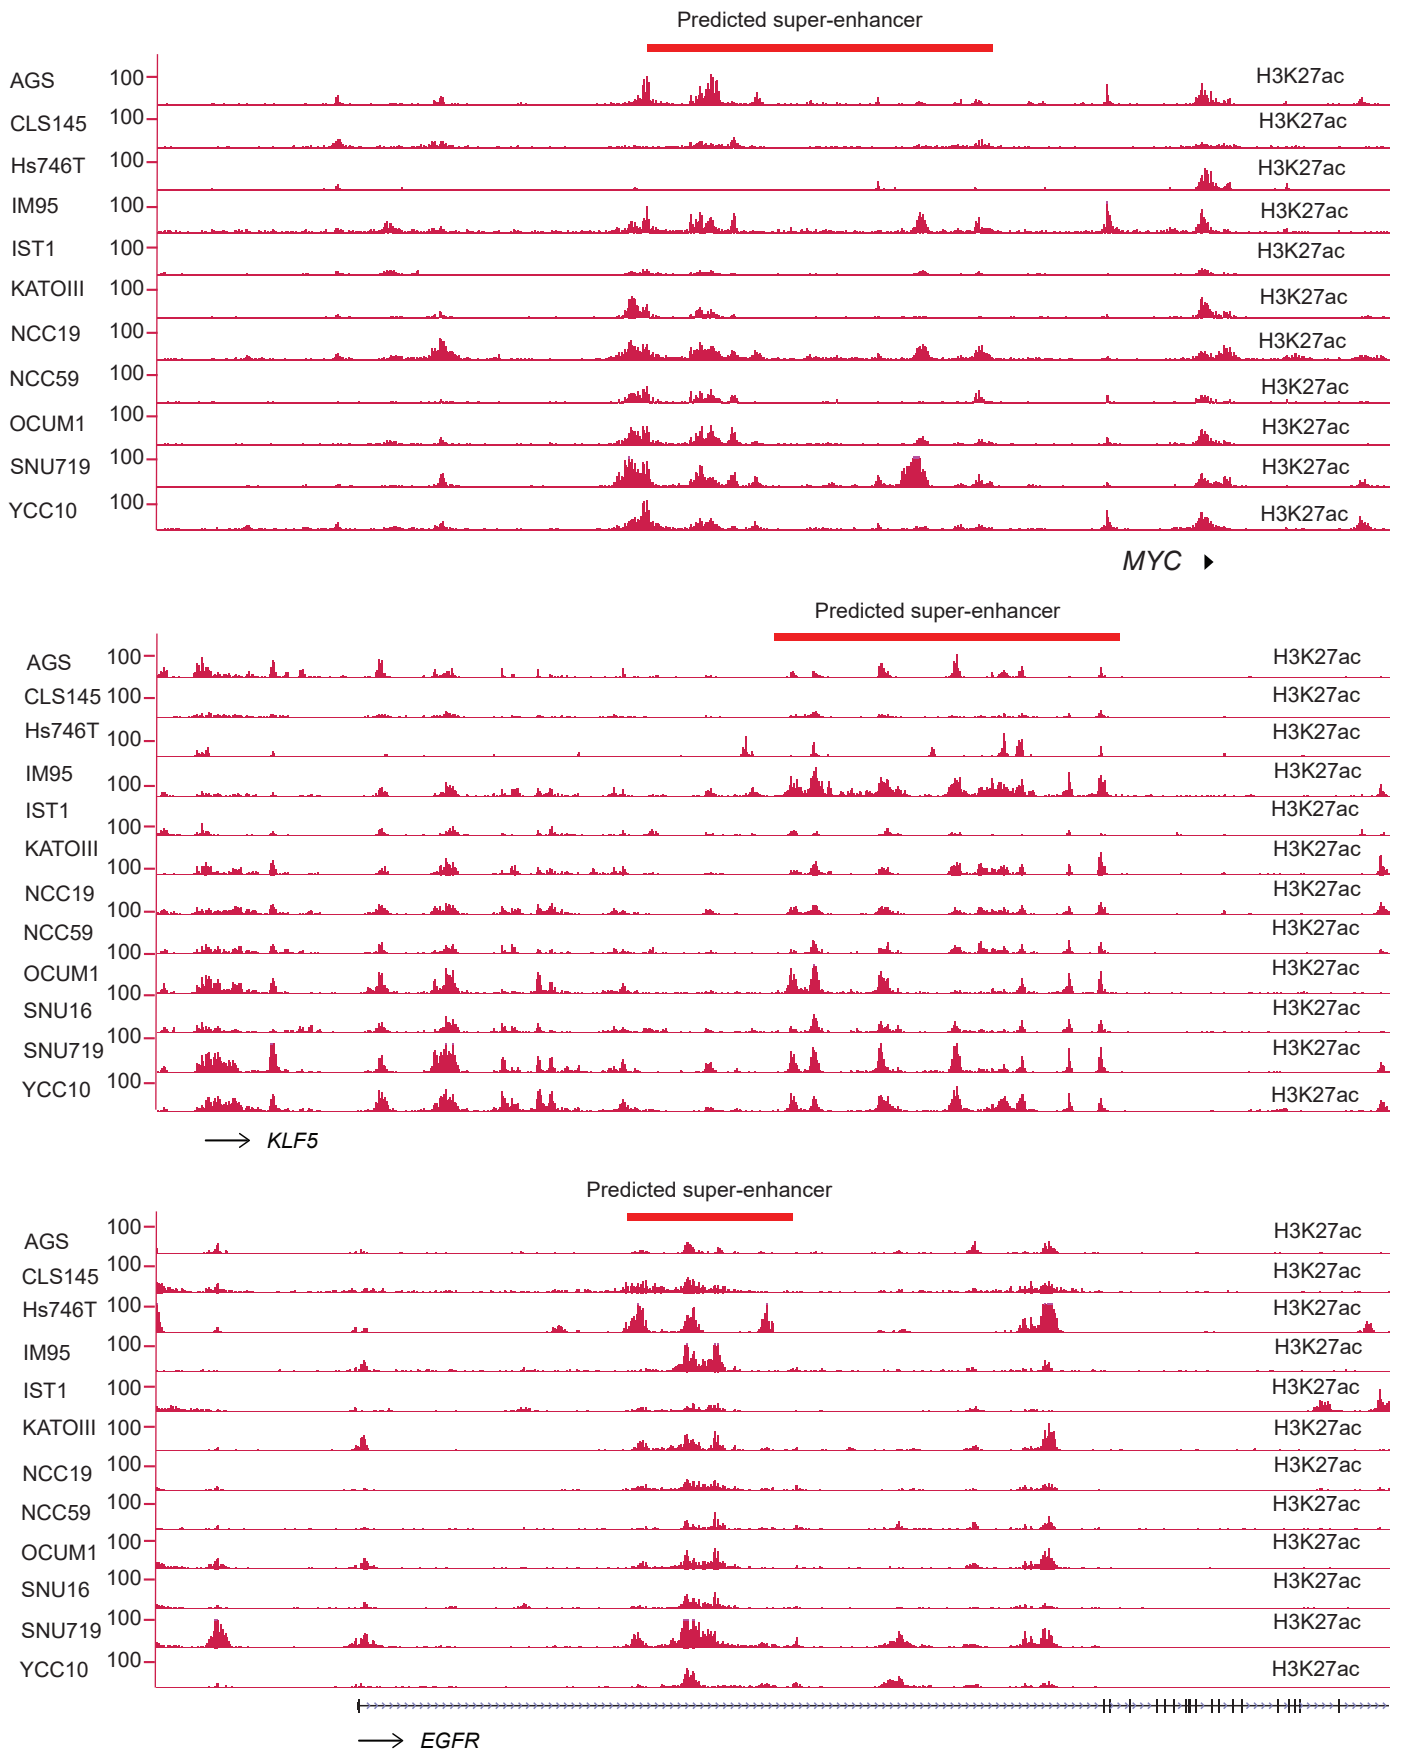 Predicted super-enhancer
AGS 100 H3K27ac
CLS145 100 H3K27ac
Hs746T 100 H3K27ac
IM95 100 H3K27ac
IST1 100 H3K27ac
KATOIII 100 H3K27ac
NCC19 100 H3K27ac
NCC59 100 H3K27ac
OCUM1 100 H3K27ac
SNU719 100 H3K27ac
YCC10 100 H3K27ac
MYC
Predicted super-enhancer
AGS 100 H3K27ac
CLS145 100 H3K27ac
Hs746T 100 H3K27ac
IM95 100 H3K27ac
IST1 100 H3K27ac
KATOIII 100 H3K27ac
NCC19 100 H3K27ac
NCC59 100 H3K27ac
OCUM1 100 H3K27ac
SNU16 100 H3K27ac
SNU719 100 H3K27ac
YCC10 H3K27ac
KLF5
Predicted super-enhancer
AGS 100 H3K27ac
CLS145 100 H3K27ac
Hs746T 100 H3K27ac
IM95 100 H3K27ac
IST1 100 H3K27ac
KATOIII 100 H3K27ac
NCC19 100 H3K27ac
NCC59 100 H3K27ac
OCUM1 100 H3K27ac
SNU16 100 H3K27ac
SNU719 100 H3K27ac
YCC10 100 H3K27ac
EGFR